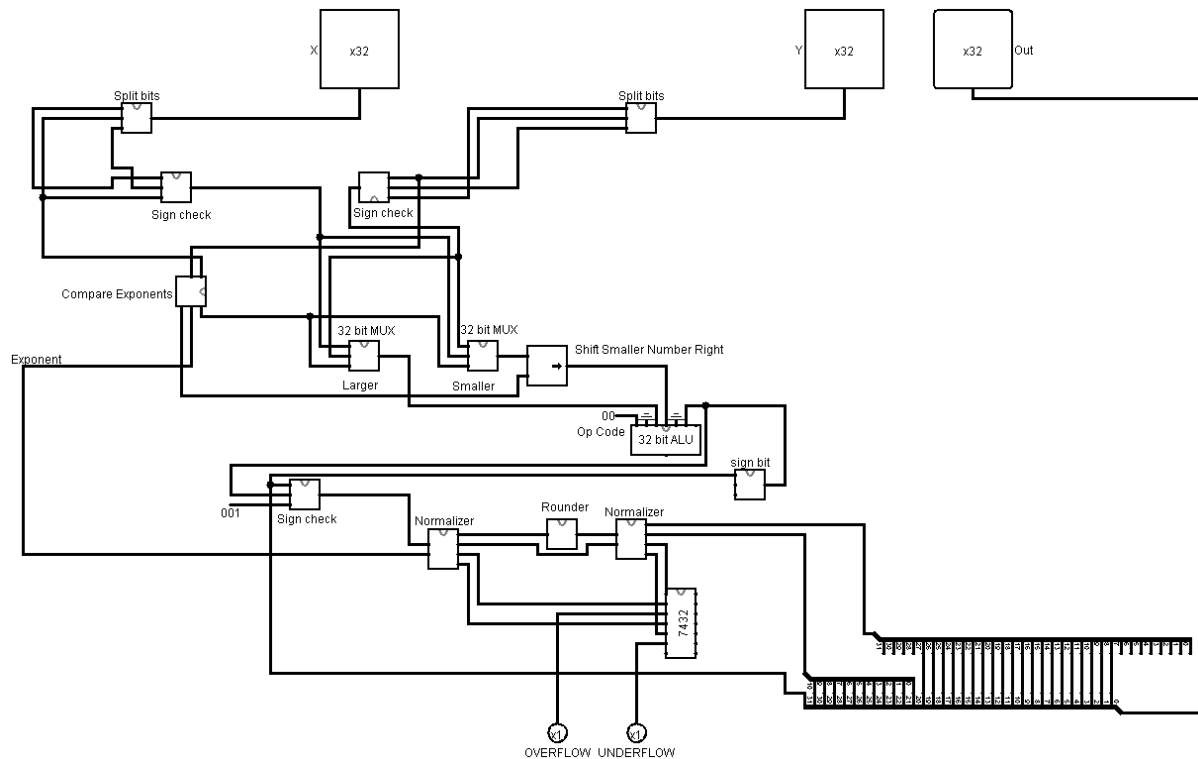 X
x32
Y
x32
x32
Out
Split bits
Split bits
Sign check
Sign check
Compare Exponents
32 bit MUX
32 bit MUX
Shift Smaller Number Right
Exponent
Larger
Smaller
00
Op Code
32 bit ALU
sign bit
001
Sign check
Normalizer
Rounder
Normalizer
7432
x1
x1
OVERFLOW
UNDERFLOW